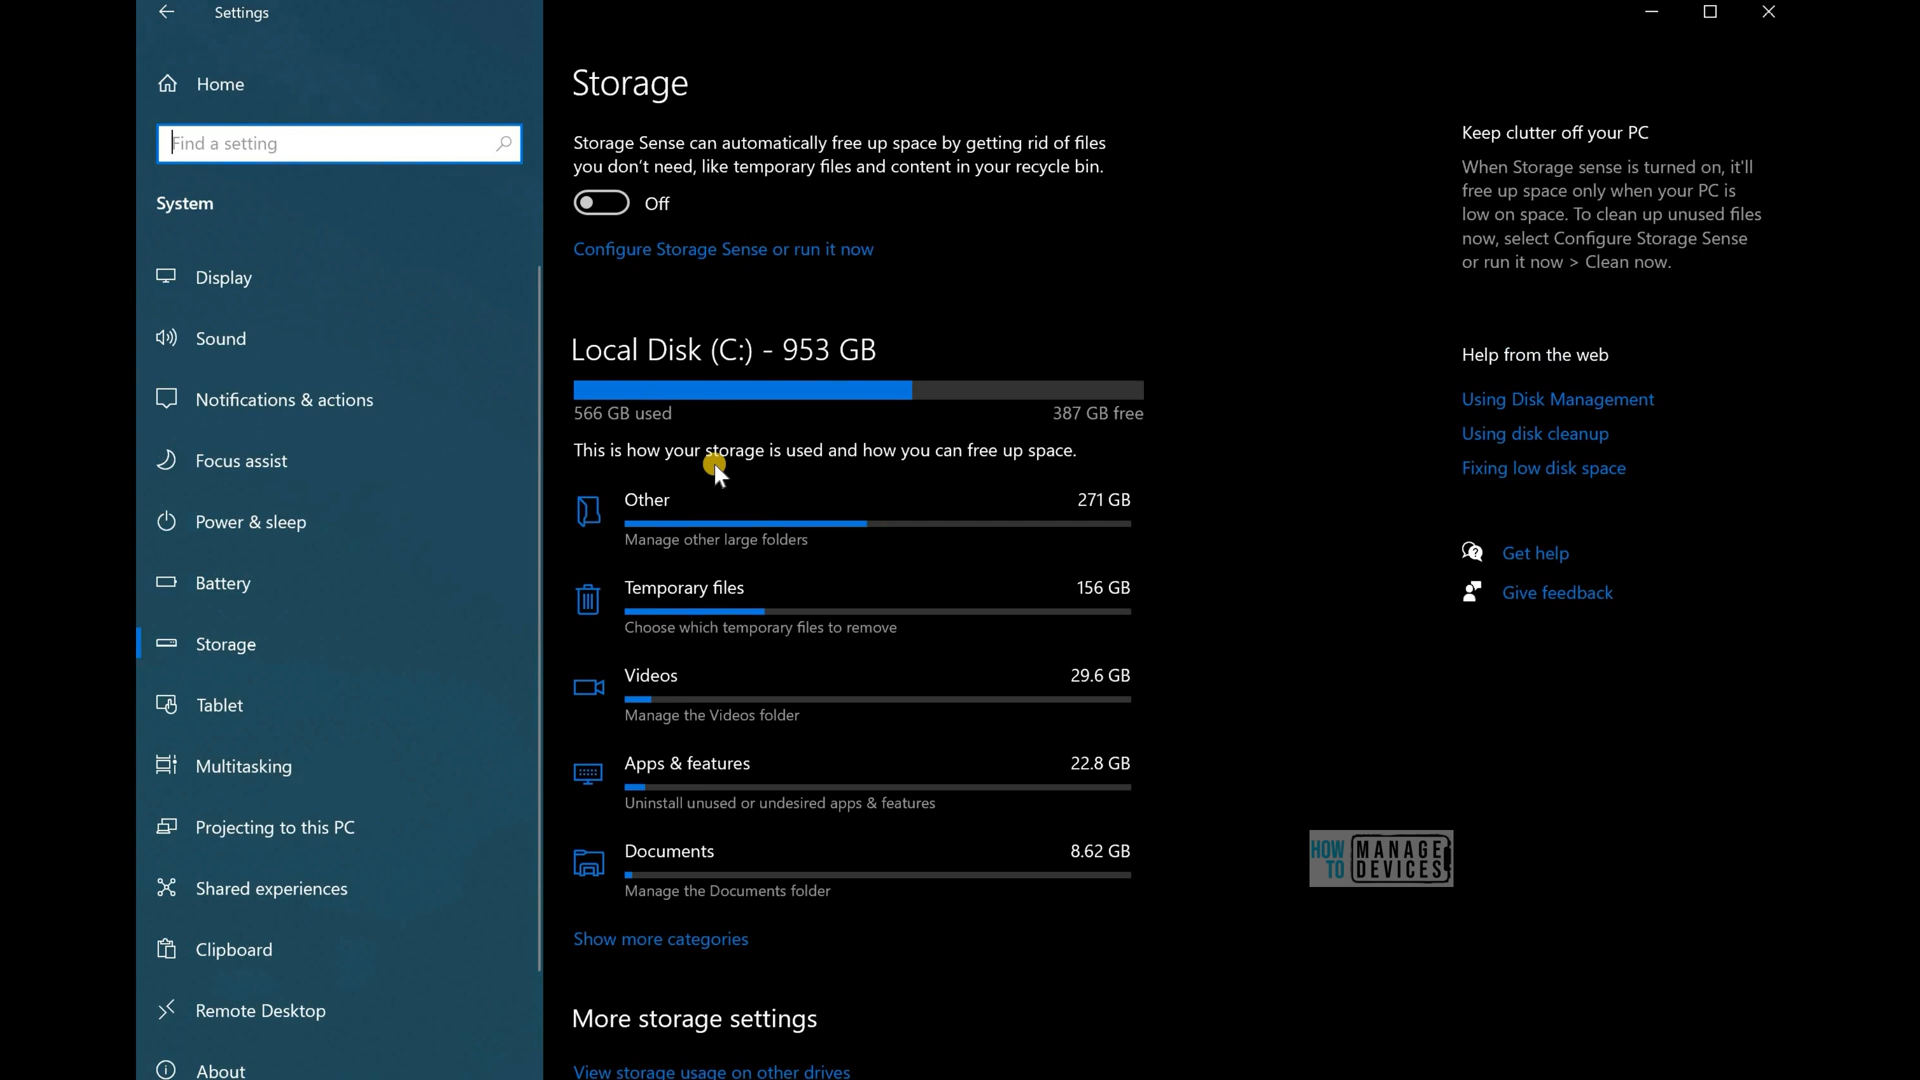 Settings
Home
Find a setting
System
Display
Sound
Notifications & actions
Focus assist
Power & sleep
Battery
Storage
Tablet
Multitasking
Projecting to this PC
Shared experiences
Clipboard
Remote Desktop
About
Storage
Storage Sense can automatically free up space by getting rid of files
you don't need, like temporary files and content in your recycle bin.
Off
Configure Storage Sense or run it now
Local Disk (C:) - 953 GB
566 GB used 387 GB free
This is how your storage is used and how you can free up space.
Other 271 GB
Manage other large folders
Temporary files 156 GB
Choose which temporary files to remove
Videos 29.6 GB
Manage the Videos folder
Apps & features 22.8 GB
Uninstall unused or undesired apps & features
Documents 8.62 GB
Manage the Documents folder
Show more categories
More storage settings
View storage usage on other drives
Keep clutter off your PC
When Storage sense is turned on, it'll
free up space only when your PC is
low on space. To clean up unused files
now, select Configure Storage Sense
or run it now > Clean now.
Help from the web
Using Disk Management
Using disk cleanup
Fixing low disk space
Get help
Give feedback
HOW MANAGE
TO DEVICES